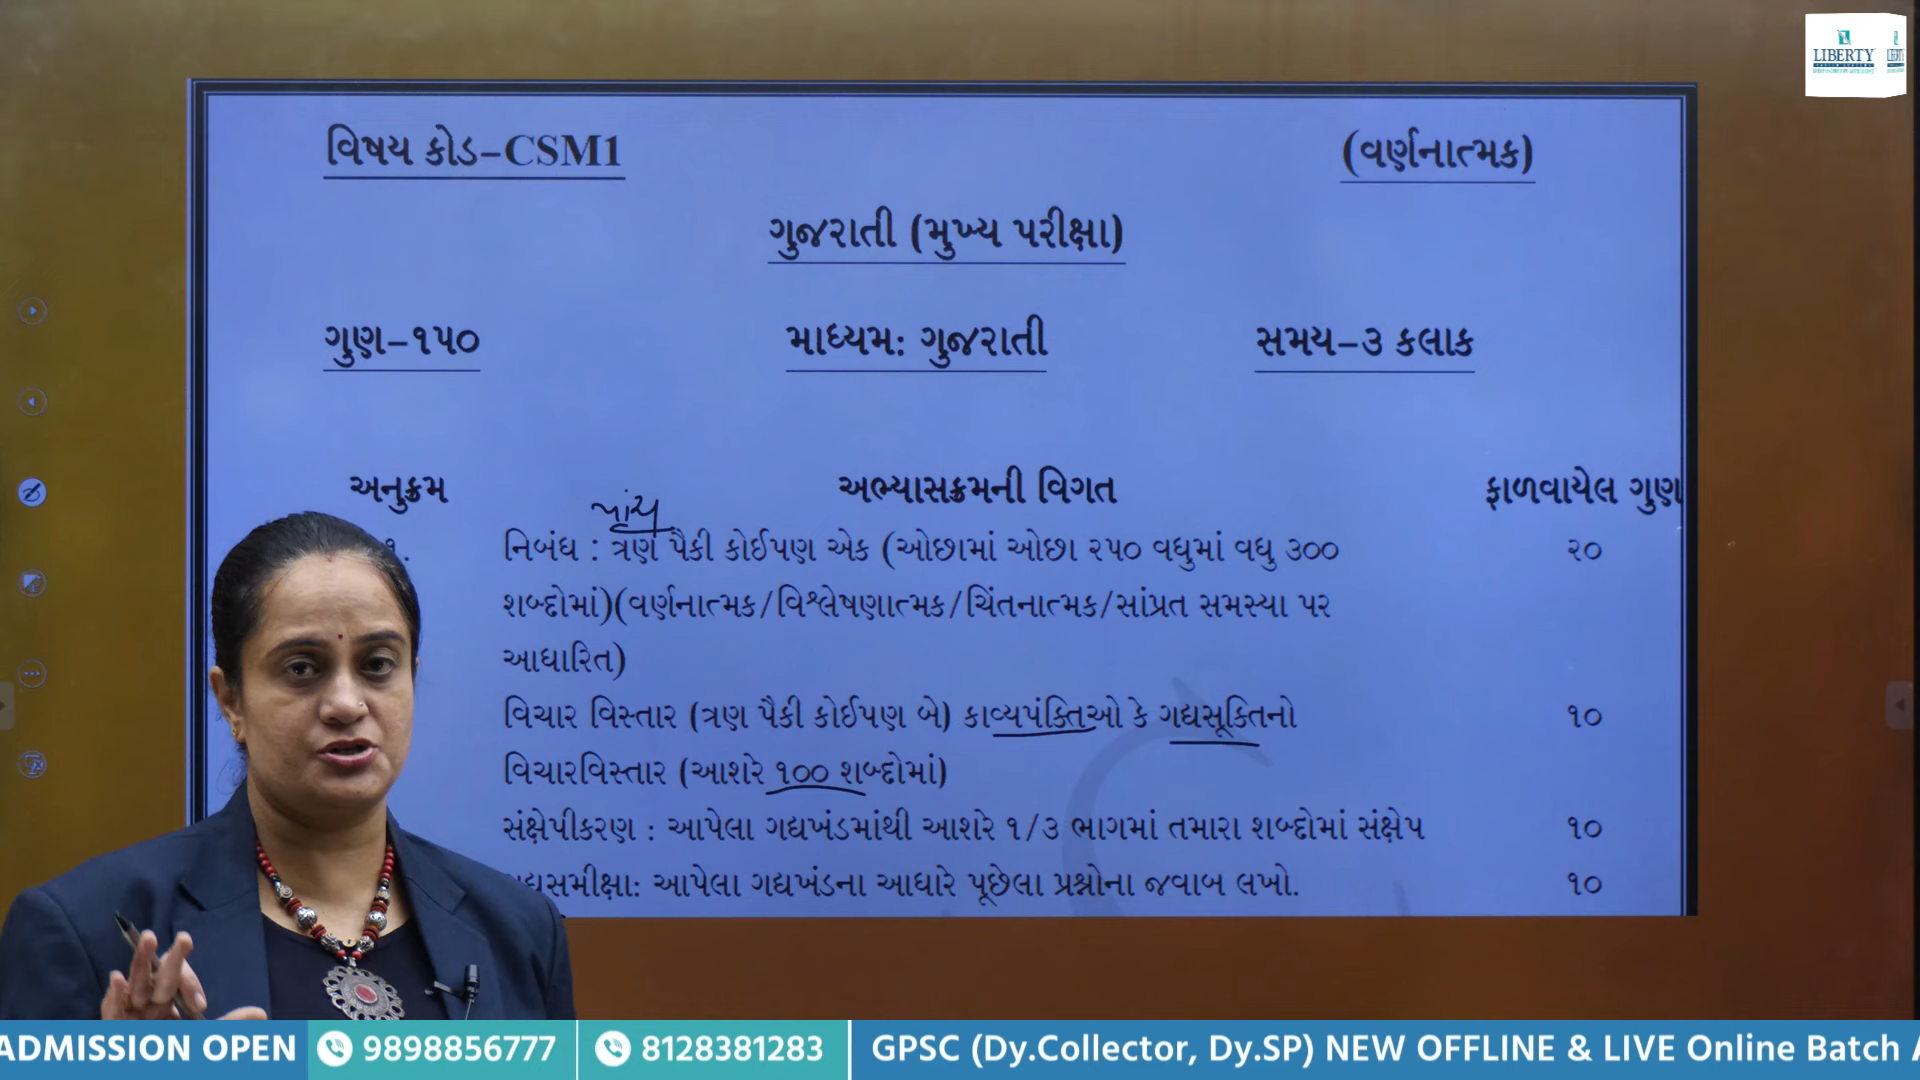 LIBERTY
વિષય કોડ–CSM1
(વર્ણનાત્મક)
ગુજરાતી (મુખ્ય પરીક્ષા)
ગુણ–૧૫૦
માધ્યમ: ગુજરાતી
સમય–૩ કલાક
અનુક્રમ
અભ્યાસક્રમની વિગત
ફાળવાયેલ ગુણ
પાંચ
૧.
નિબંધ : ત્રણ પૈકી કોઈપણ એક (ઓછામાં ઓછા ૨૫૦ વધુમાં વધુ ૩૦૦
૨૦
શબ્દોમાં)(વર્ણનાત્મક/વિશ્લેષણાત્મક/ચિંતનાત્મક/સાંપ્રત સમસ્યા પર
આધારિત)
વિચાર વિસ્તાર (ત્રણ પૈકી કોઈપણ બે) કાવ્યપંક્તિઓ કે ગદ્યસૂક્તિનો
૧૦
વિચારવિસ્તાર (આશરે ૧૦૦ શબ્દોમાં)
સંક્ષેપીકરણ : આપેલા ગદ્યખંડમાંથી આશરે ૧/૩ ભાગમાં તમારા શબ્દોમાં સંક્ષેપ
૧૦
દ્યસમીક્ષા: આપેલા ગદ્યખંડના આધારે પૂછેલા પ્રશ્નોના જવાબ લખો.
૧૦
ADMISSION OPEN
9898856777
8128381283
GPSC (Dy.Collector, Dy.SP) NEW OFFLINE & LIVE Online Batch A